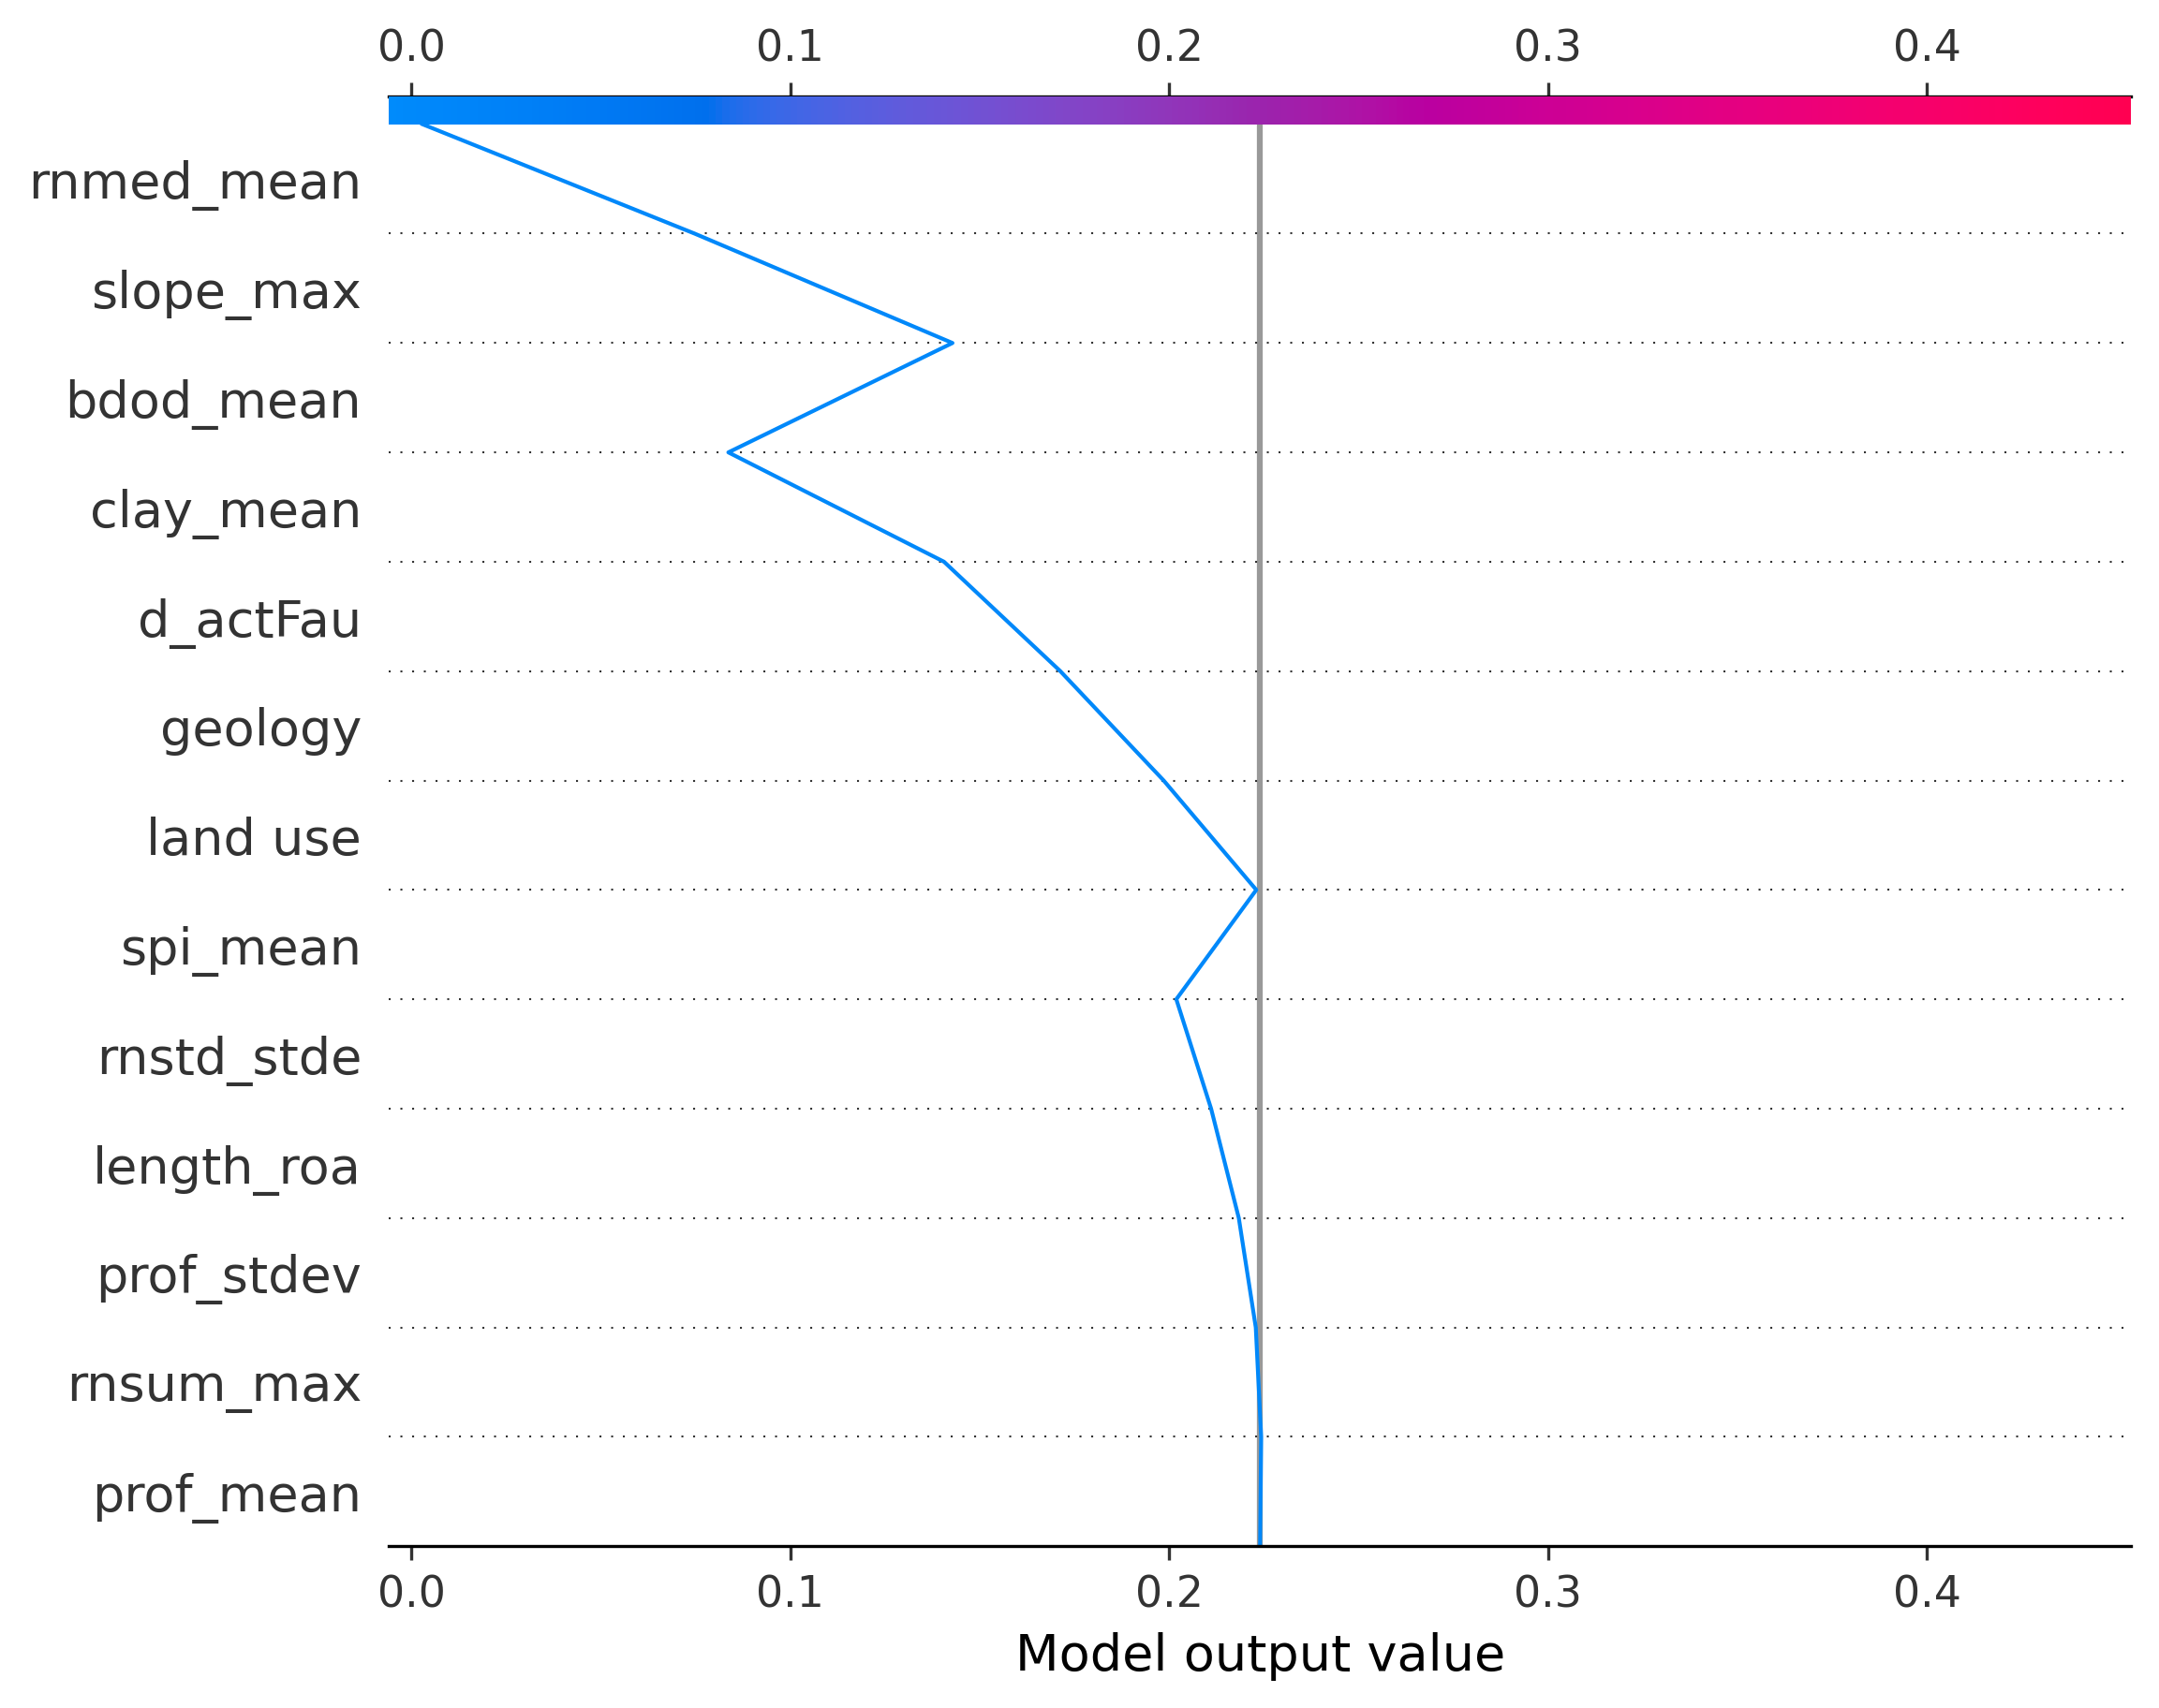 0.0 0.1 0.2 0.3 0.4
rnmed_mean
slope_max
bdod_mean
clay_mean
d_actFau
geology
land use
spi_mean
rnstd_stde
length_roa
prof_stdev
rnsum_max
prof_mean
0.0 0.1 0.2 0.3 0.4
Model output value